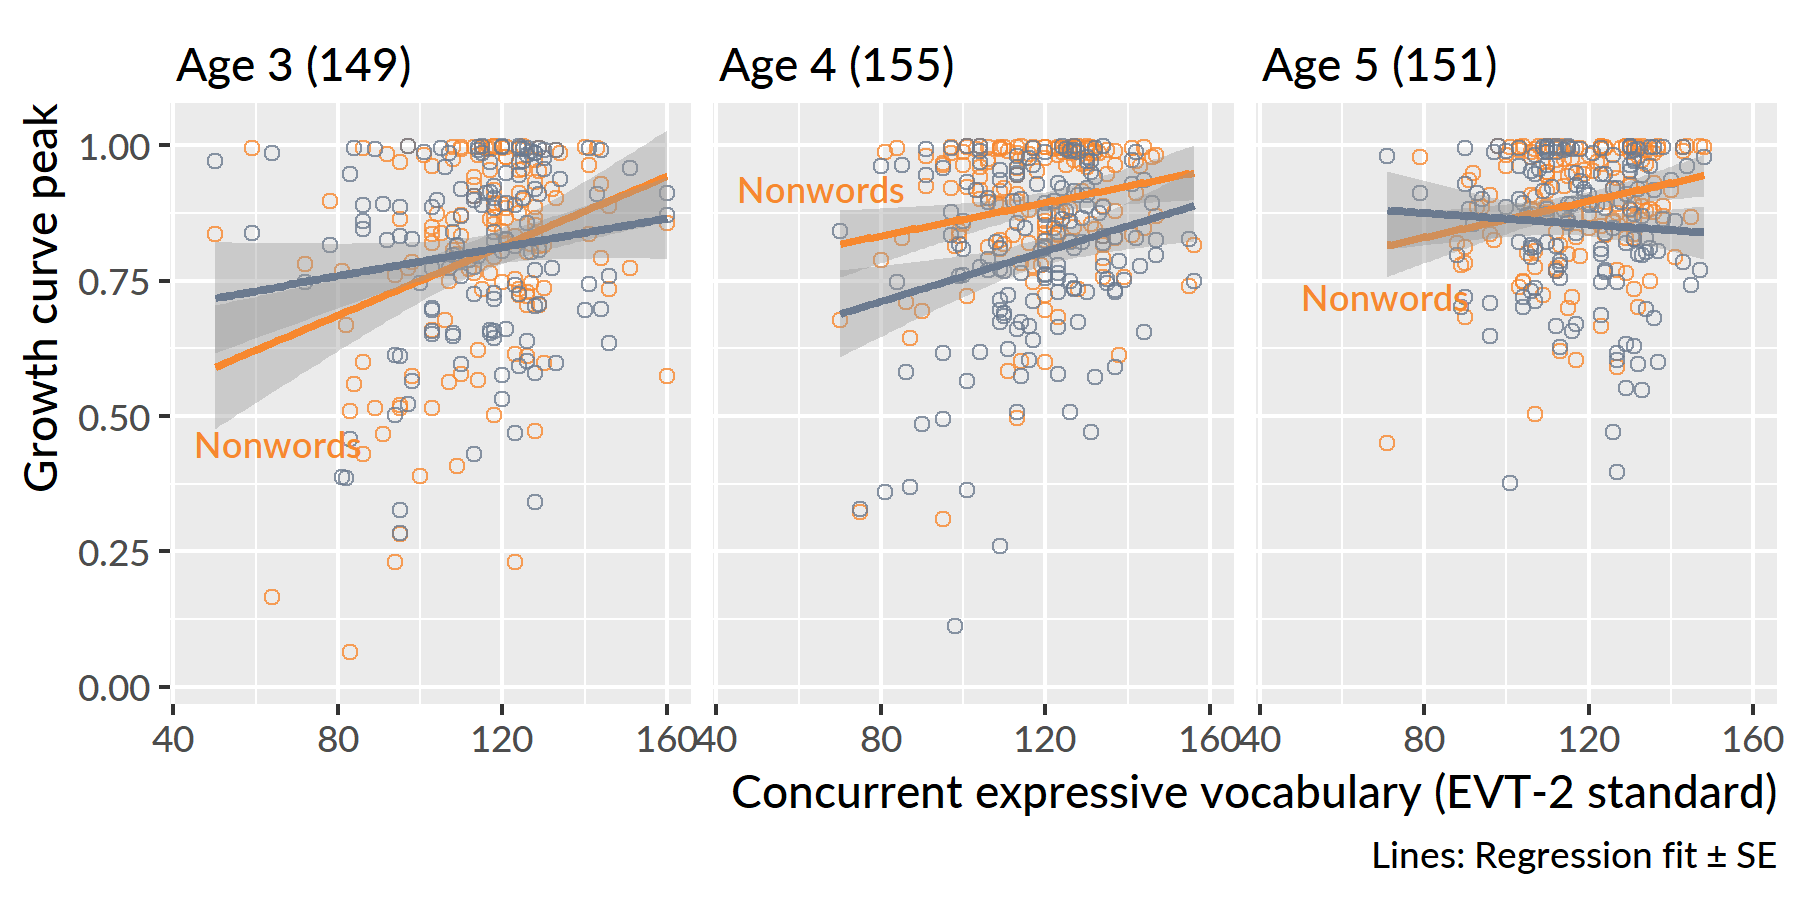 Age 3 (149) Age 4 (155) Age 5 (151)
Growth curve peak
1.00
0.75
0.50
0.25
0.00
Nonwords
Nonwords
Nonwords
40 80 120 160 40 80 120 160 40 80 120 160
Concurrent expressive vocabulary (EVT-2 standard)
Lines: Regression fit ± SE